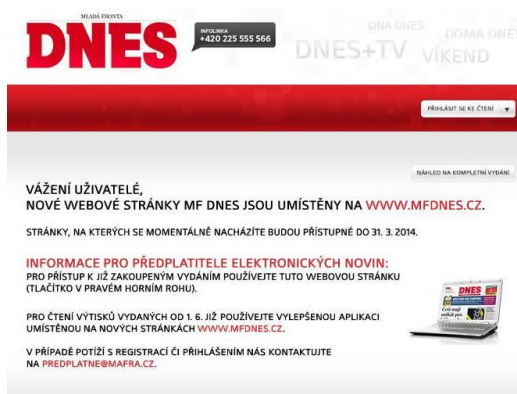 MLADÁ FRONTA
DNES
INFOLINKA
+420 225 555 566
ONA DNES
DOMA DNES
DNES+TV
VÍKEND
PŘIHLÁSIT SE KE ČTENÍ
NÁHLED NA KOMPLETNÍ VYDÁNÍ
VÁŽENÍ UŽIVATELÉ,
NOVÉ WEBOVÉ STRÁNKY MF DNES JSOU UMÍSTĚNY NA WWW.MFDNES.CZ.
STRÁNKY, NA KTERÝCH SE MOMENTÁLNĚ NACHÁZÍTE BUDOU PŘÍSTUPNÉ DO 31. 3. 2014.
INFORMACE PRO PŘEDPLATITELE ELEKTRONICKÝCH NOVIN:
PRO PŘÍSTUP K JIŽ ZAKOUPENÝM VYDÁNÍM POUŽÍVEJTE TUTO WEBOVOU STRÁNKU
(TLAČÍTKO V PRAVÉM HORNÍM ROHU).
PRO ČTENÍ VÝTISKŮ VYDANÝCH OD 1. 6. JIŽ POUŽÍVEJTE VYLEPŠENOU APLIKACI
UMÍSTĚNOU NA NOVÝCH STRÁNKÁCH WWW.MFDNES.CZ.
V PŘÍPADĚ POTÍŽÍ S REGISTRACÍ ČI PŘIHLÁŠENÍM NÁS KONTAKTUJTE
NA PREDPLATNE@MAFRA.CZ.
DNES